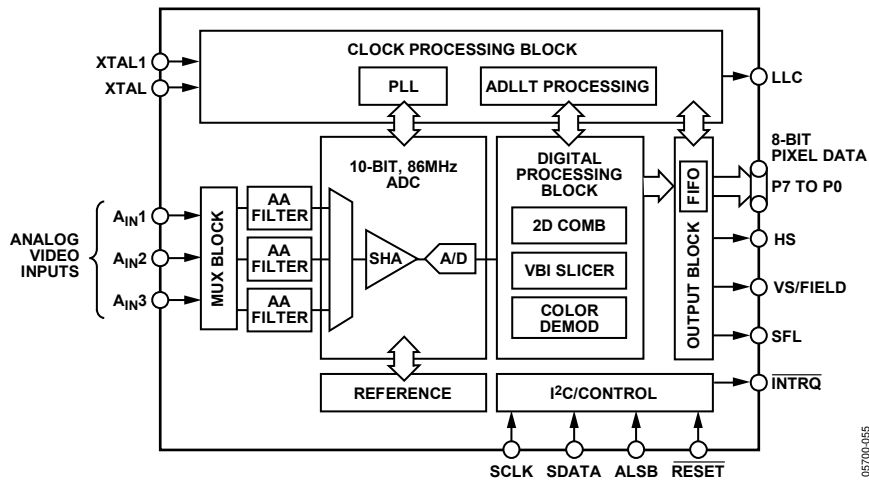 CLOCK PROCESSING BLOCK
XTAL1
XTAL
PLL
ADLLT PROCESSING
LLC
8-BIT
PIXEL DATA
P7 TO P0
10-BIT, 86MHz
ADC
DIGITAL
PROCESSING
BLOCK
FIFO
OUTPUT BLOCK
ANALOG
VIDEO
INPUTS
AIN1
AIN2
AIN3
MUX BLOCK
AA
FILTER
AA
FILTER
AA
FILTER
SHA
A/D
2D COMB
VBI SLICER
COLOR
DEMOD
HS
VS/FIELD
SFL
REFERENCE
I2C/CONTROL
INTRQ
SCLK
SDATA
ALSB
RESET
05700-055